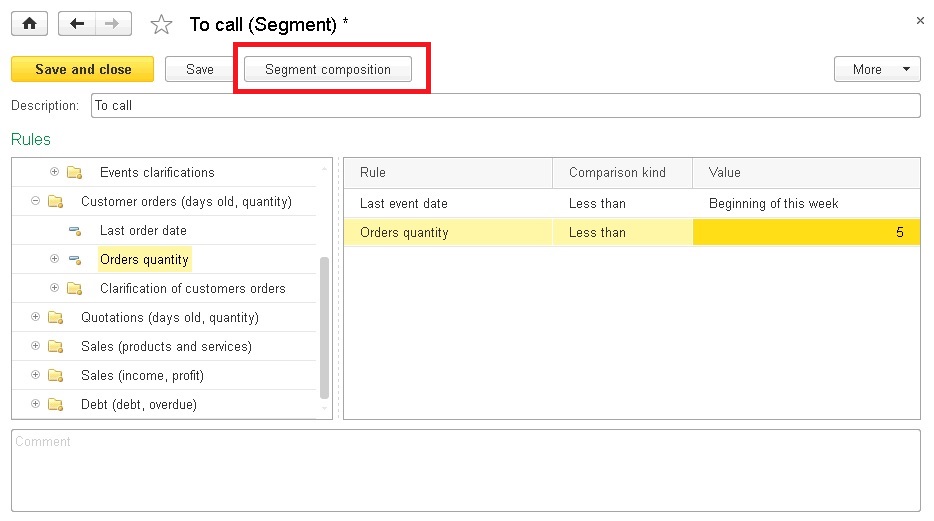 To call (Segment) *
Save and close Save Segment composition More
Description: To call
Rules
Events clarifications
Customer orders (days old, quantity)
Last order date
Orders quantity
Clarification of customers orders
Quotations (days old, quantity)
Sales (products and services)
Sales (income, profit)
Debt (debt, overdue)
Rule Comparison kind Value
Last event date Less than Beginning of this week
Orders quantity Less than 5
Comment